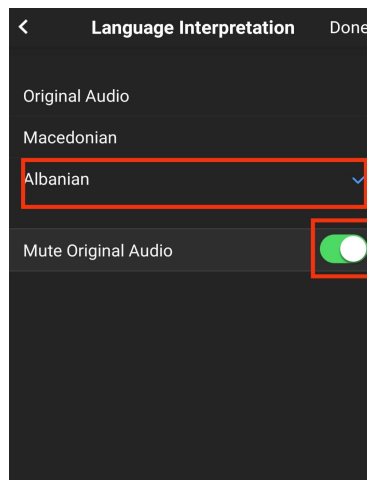 Language Interpretation Done
Original Audio
Macedonian
Albanian
Mute Original Audio